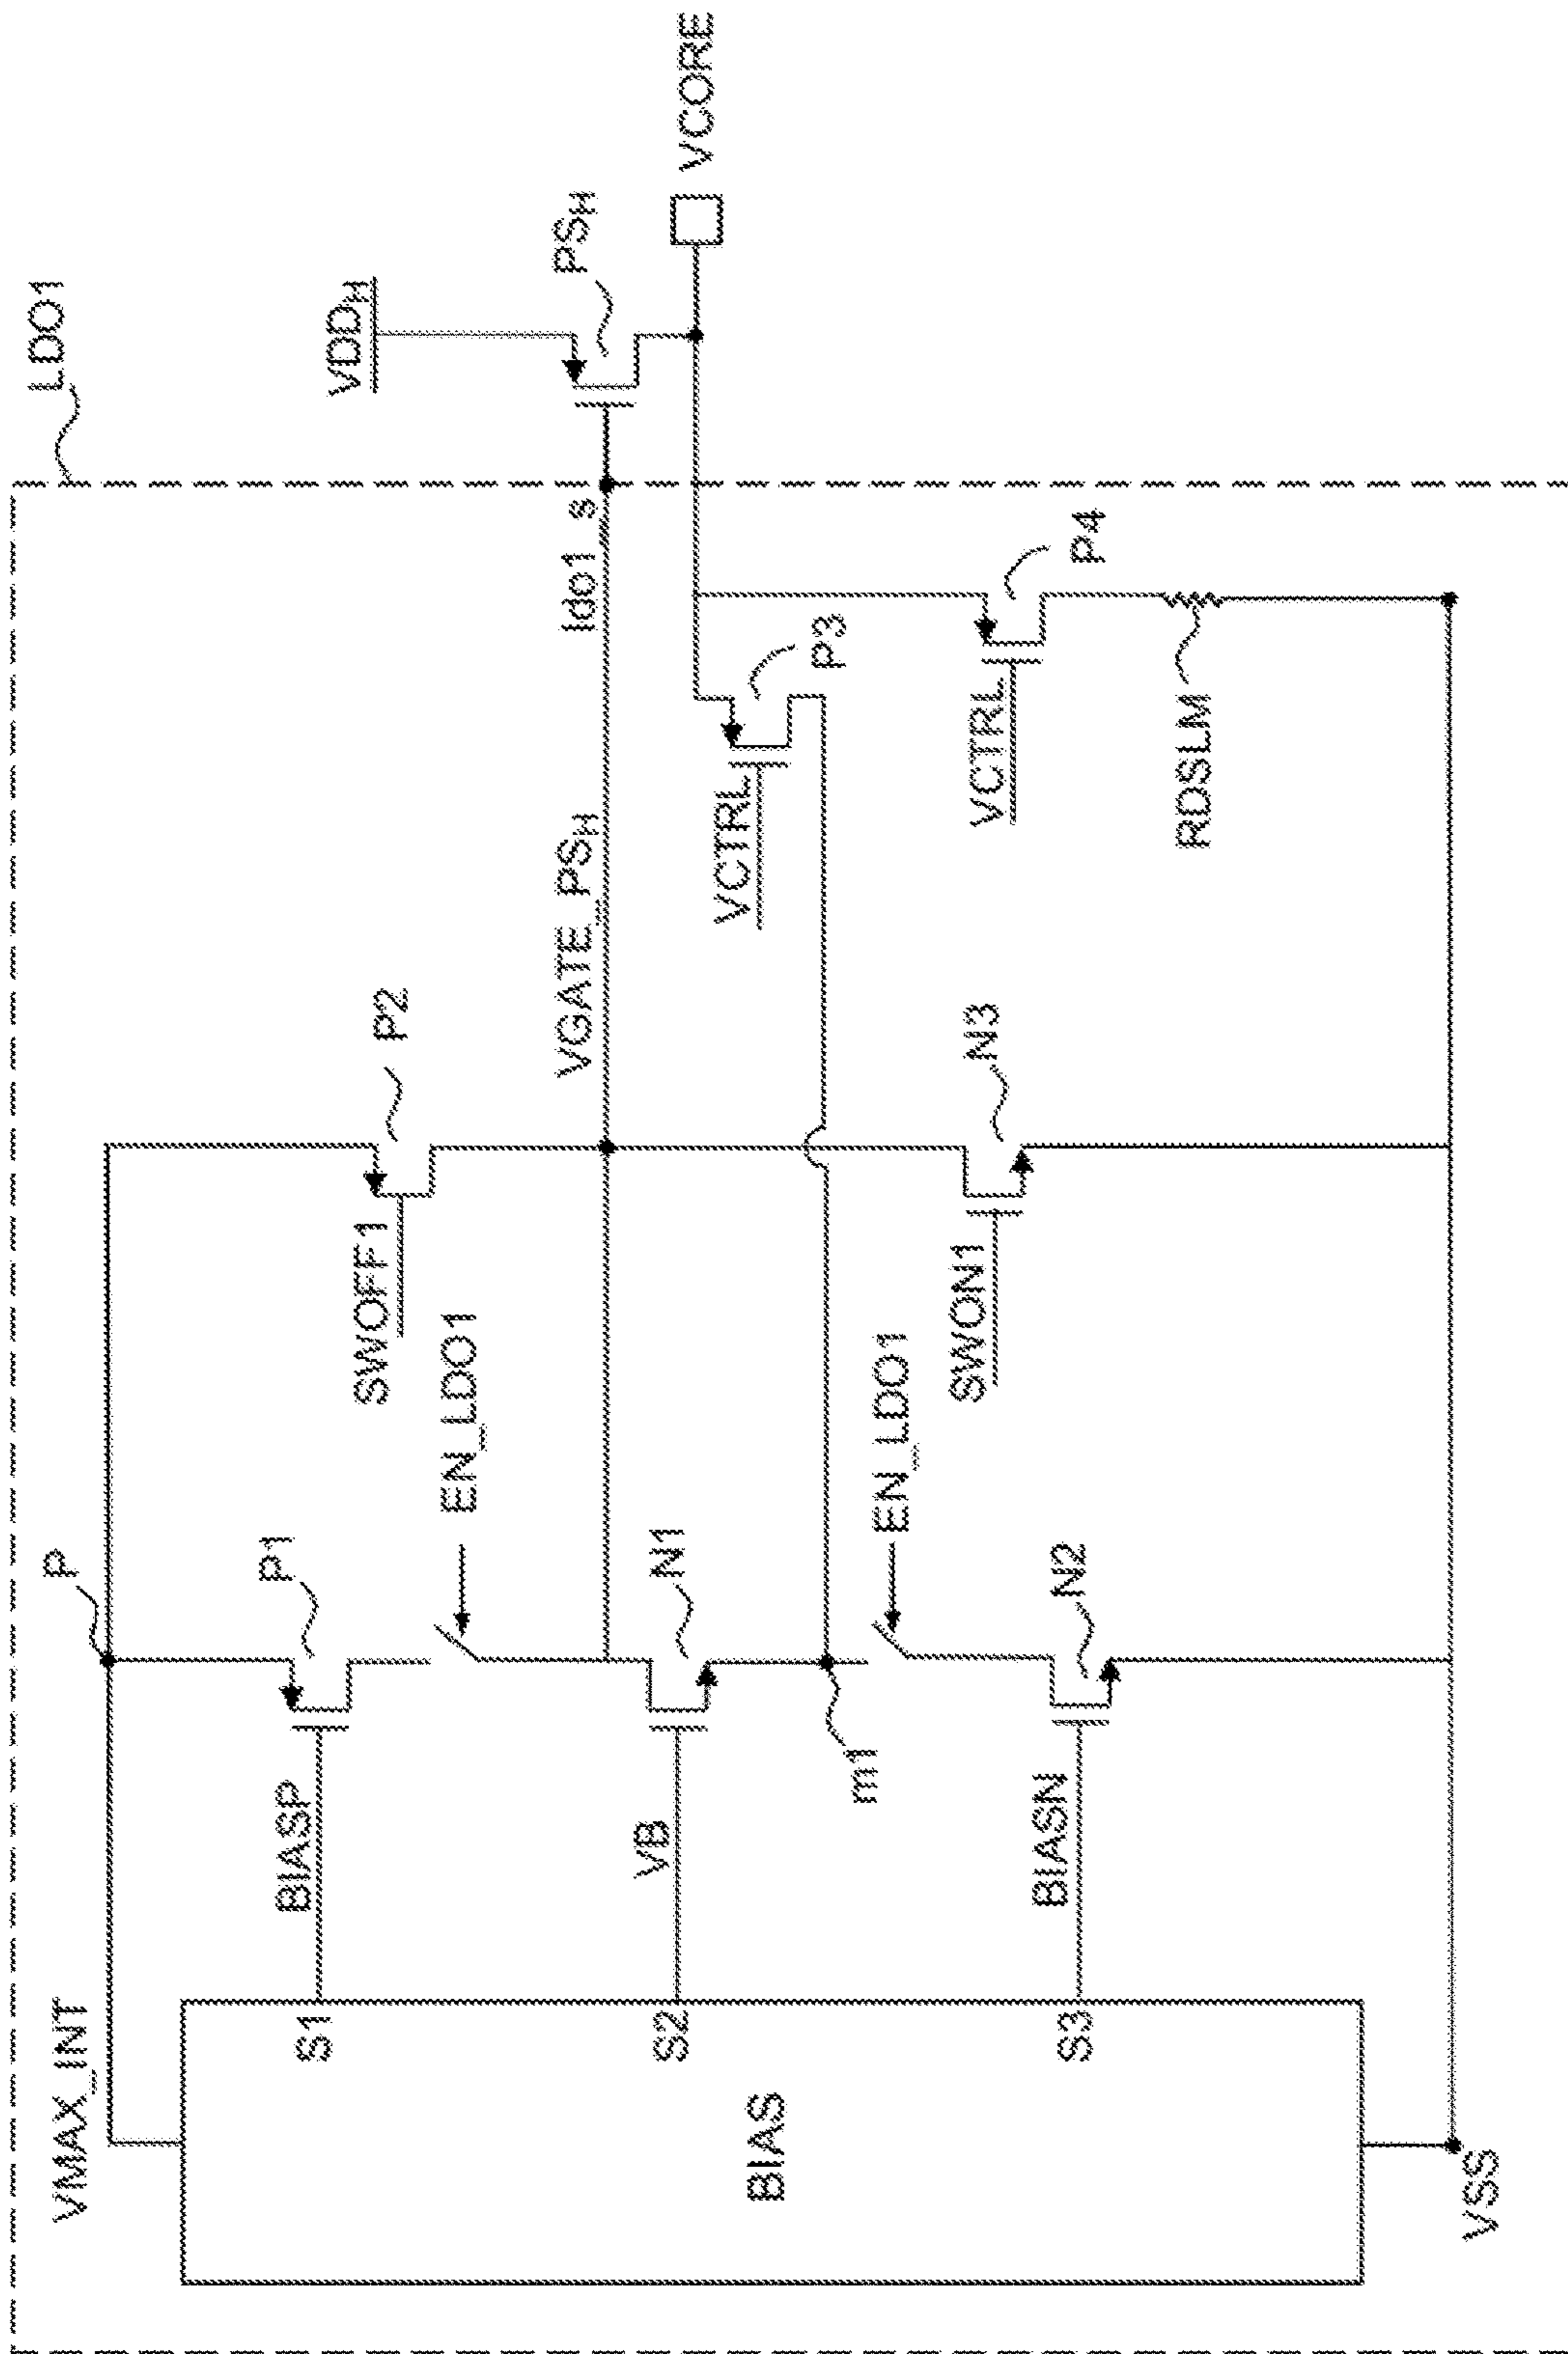 LDO1
VMAX_INT
P
P1
BIASP
S1
EN_LDO1
SWOFF1
P2
VDDH
PSH
VGATE_PSH
ldo1_s
VCORE
N1
VB
S2
BIAS
VCTRL
P3
m1
EN_LDO1
N2
BIASN
S3
SWON1
N3
VCTRL
P4
RDSLM
VSS